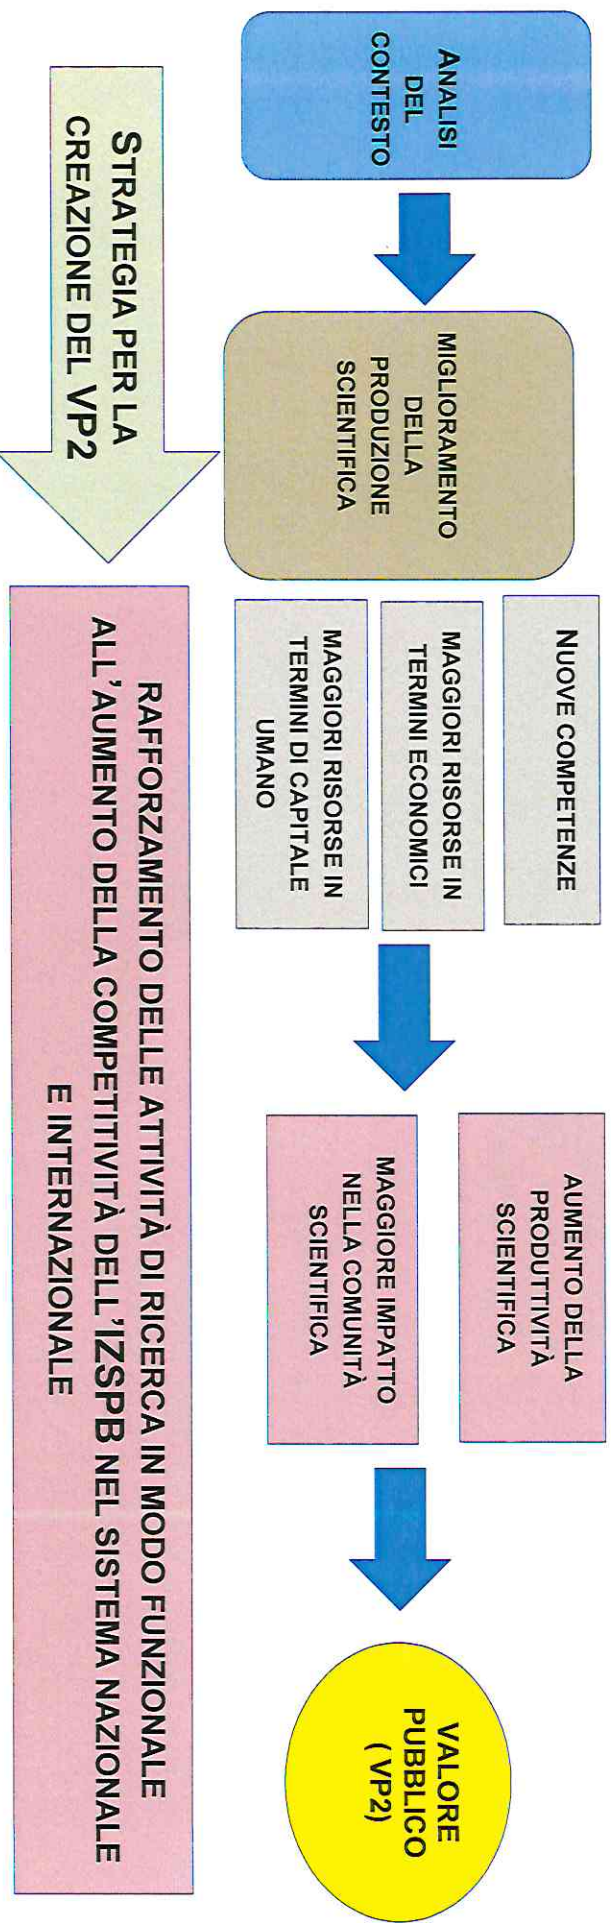 ANALISI
DEL
CONTESTO
MIGLIORAMENTO
DELLA
PRODUZIONE
SCIENTIFICA
NUOVE COMPETENZE
MAGGIORI RISORSE IN
TERMINI ECONOMICI
MAGGIORI RISORSE IN
TERMINI DI CAPITALE
UMANO
AUMENTO DELLA
PRODUTTIVITÀ
SCIENTIFICA
MAGGIORE IMPATTO
NELLA COMUNITÀ
SCIENTIFICA
VALORE
PUBBLICO
( VP2)
STRATEGIA PER LA
CREAZIONE DEL VP2
RAFFORZAMENTO DELLE ATTIVITÀ DI RICERCA IN MODO FUNZIONALE
ALL'AUMENTO DELLA COMPETITIVITÀ DELL'IZSPB NEL SISTEMA NAZIONALE
E INTERNAZIONALE